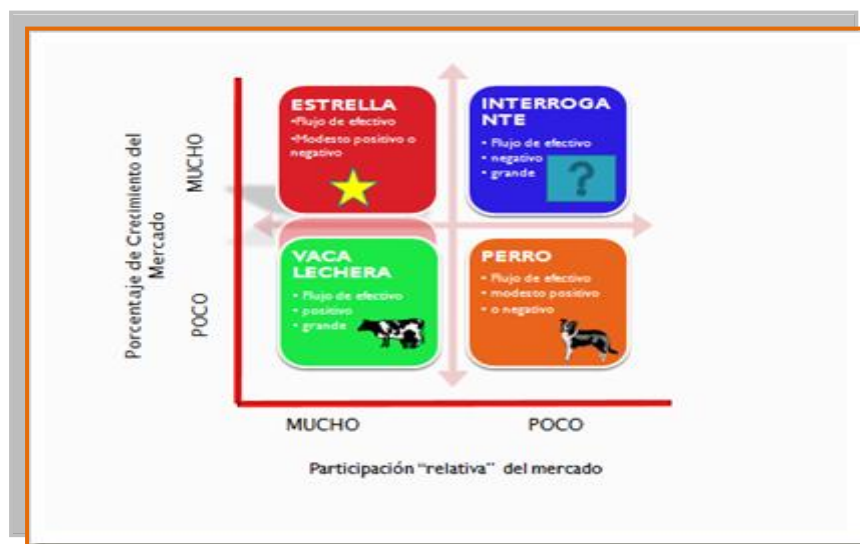 Porcentaje de Crecimiento del
Mercado
MUCHO
POCO
ESTRELLA
•Flujo de efectivo
•Modesto positivo o
negativo
INTERROGA
NTE
• Flujo de efectivo
• negativo
• grande
?
VACA
LECHERA
• Flujo de efectivo
• positivo
• grande
PERRO
• Flujo de efectivo
• modesto positivo
• o negativo
MUCHO
POCO
Participación “relativa” del mercado